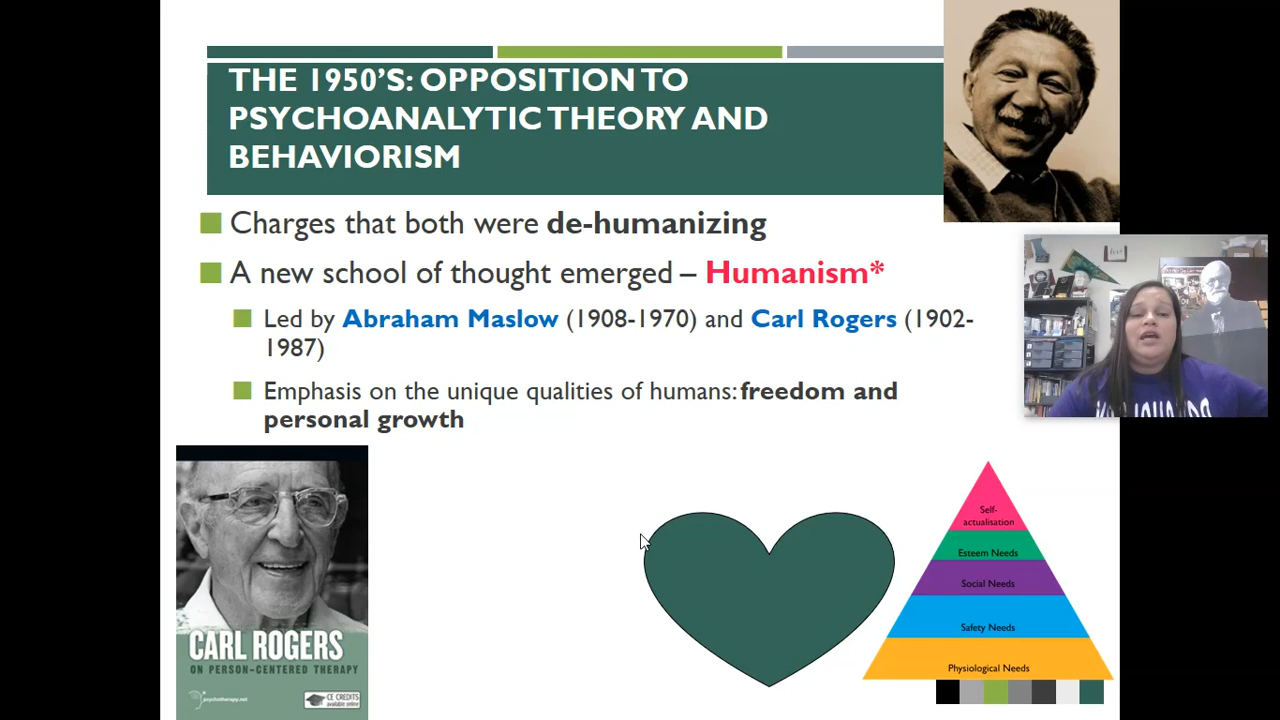 THE 1950'S: OPPOSITION TO
PSYCHOANALYTIC THEORY AND
BEHAVIORISM
Charges that both were de-humanizing
A new school of thought emerged – Humanism*
Led by Abraham Maslow (1908-1970) and Carl Rogers (1902-
1987)
Emphasis on the unique qualities of humans: freedom and
personal growth
CARL ROGERS
ON PERSON-CENTERED THERAPY
psychotherapy.net
CE CREDITS
available online
Self-
actualisation
Esteem Needs
Social Needs
Safety Needs
Physiological Needs